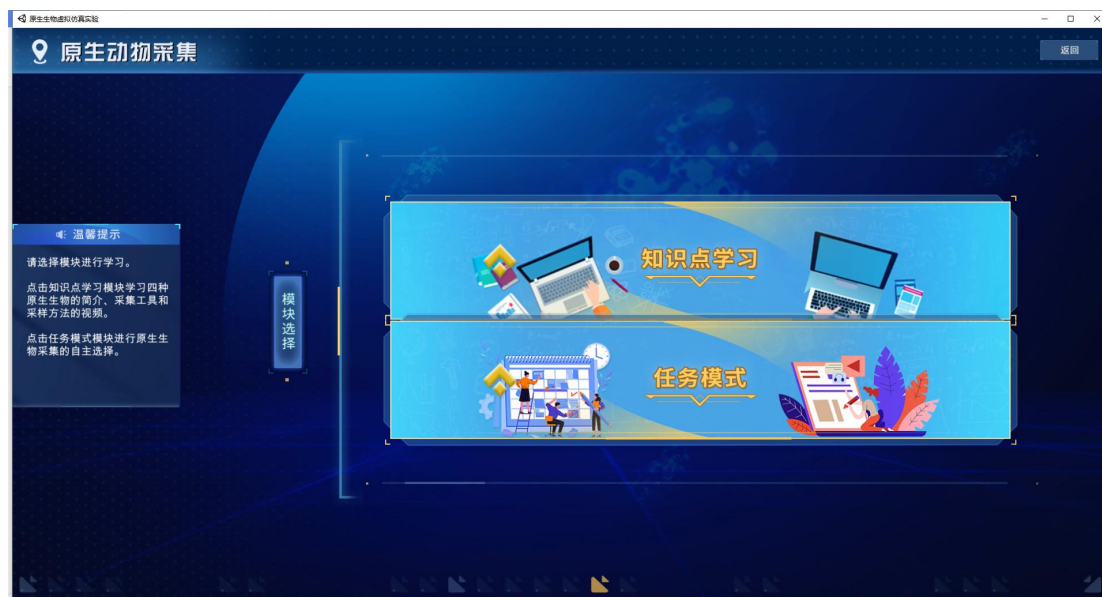 原生生物虚拟仿真实验
原生动物采集
返回
温馨提示
请选择模块进行学习。
点击知识点学习模块学习四种
原生生物的简介、采集工具和
采样方法的视频。
点击任务模式模块进行原生生
物采集的自主选择。
模块选择
知识点学习
任务模式